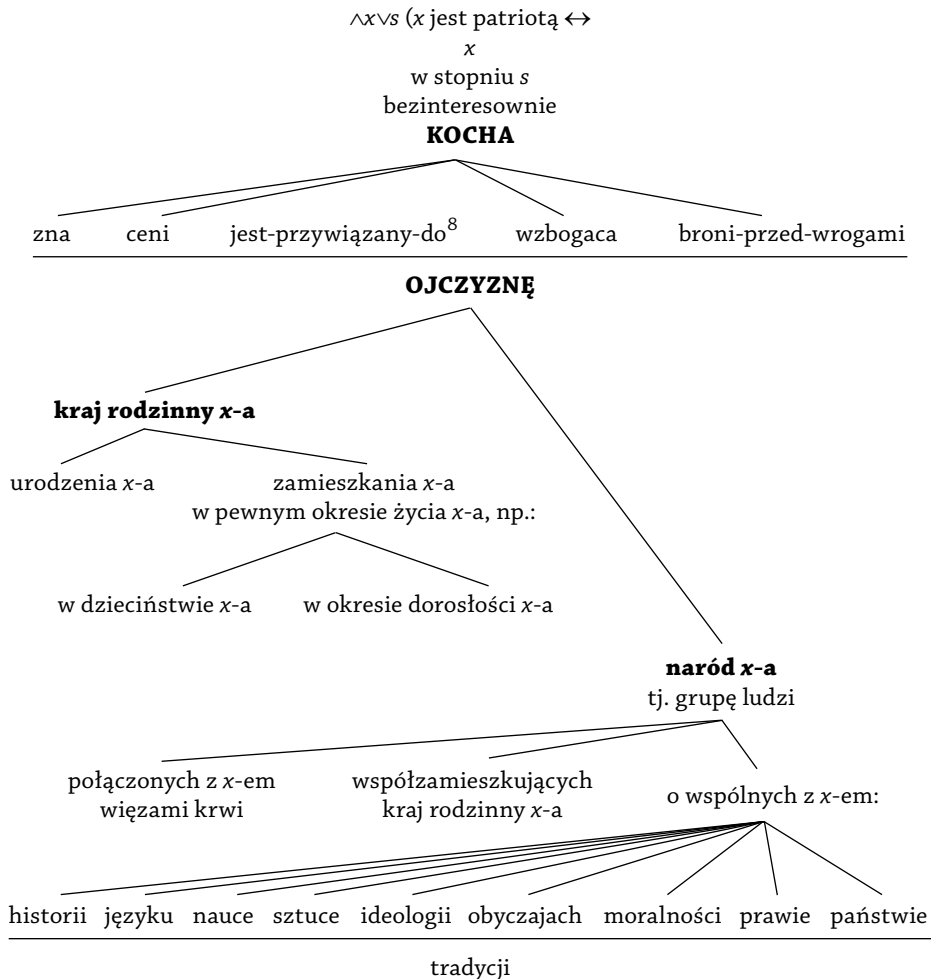 ∧x∨s (x jest patriotą ↔
x
w stopniu s
bezinteresownie
KOCHA
zna ceni jest-przywiązany-do8 wzbogaca broni-przed-wrogami
OJCZYZNĘ
kraj rodzinny x-a
urodzenia x-a zamieszkania x-a
w pewnym okresie życia x-a, np.:
w dzieciństwie x-a w okresie dorosłości x-a
naród x-a
tj. grupę ludzi
połączonych z x-em współzamieszkujących o wspólnych z x-em:
więzami krwi kraj rodzinny x-a
historii języku nauce sztuce ideologii obyczajach moralności prawie państwie
tradycji